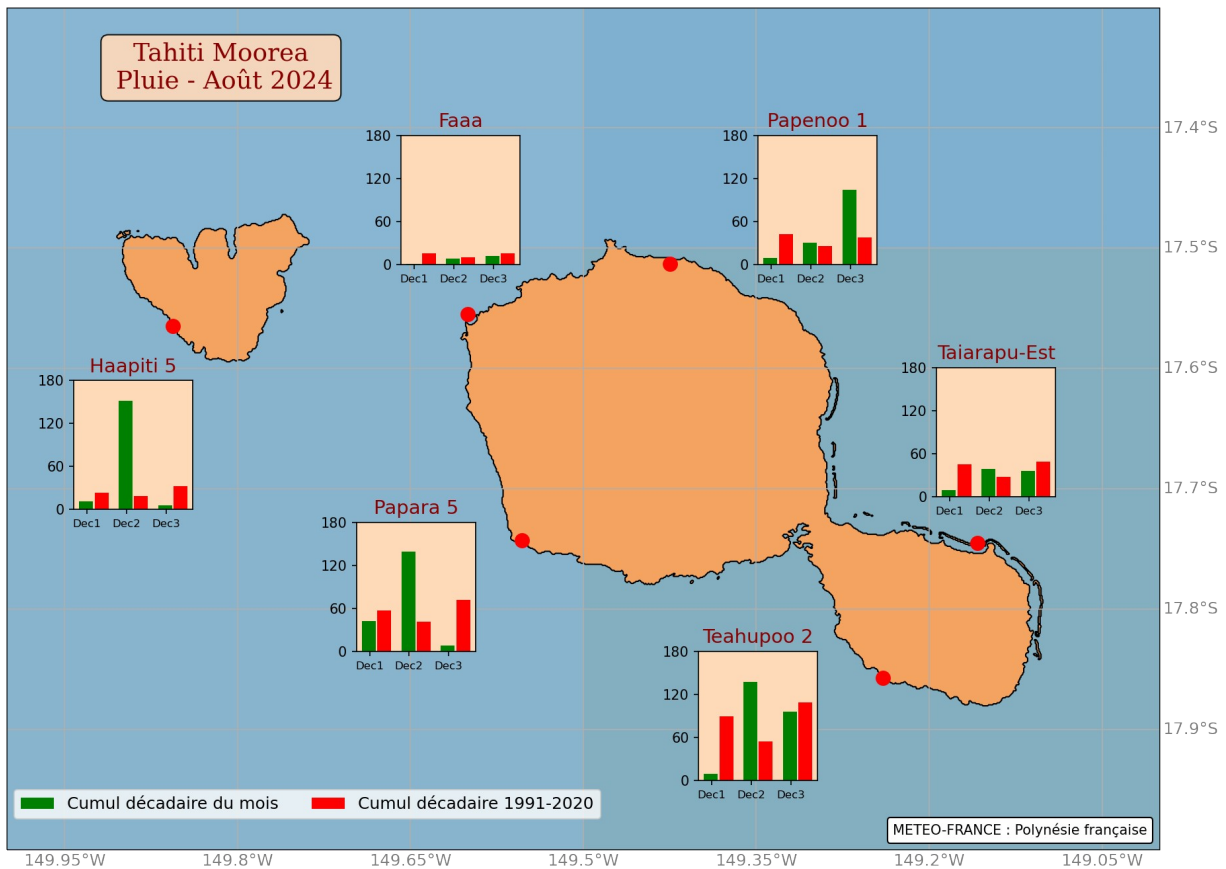 Tahiti Moorea
Pluie - Août 2024
Faaa
180
120
60
0
Dec1 Dec2 Dec3
Papenoo 1
180
120
60
0
Dec1 Dec2 Dec3
17.4°S
17.5°S
17.6°S
17.7°S
17.8°S
17.9°S
Haapiti 5
180
120
60
0
Dec1 Dec2 Dec3
Taiarapu-Est
180
120
60
0
Dec1 Dec2 Dec3
Papara 5
180
120
60
0
Dec1 Dec2 Dec3
Teahupoo 2
180
120
60
0
Dec1 Dec2 Dec3
Cumul décadaire du mois Cumul décadaire 1991-2020
METEO-FRANCE : Polynésie française
149.95°W 149.8°W 149.65°W 149.5°W 149.35°W 149.2°W 149.05°W